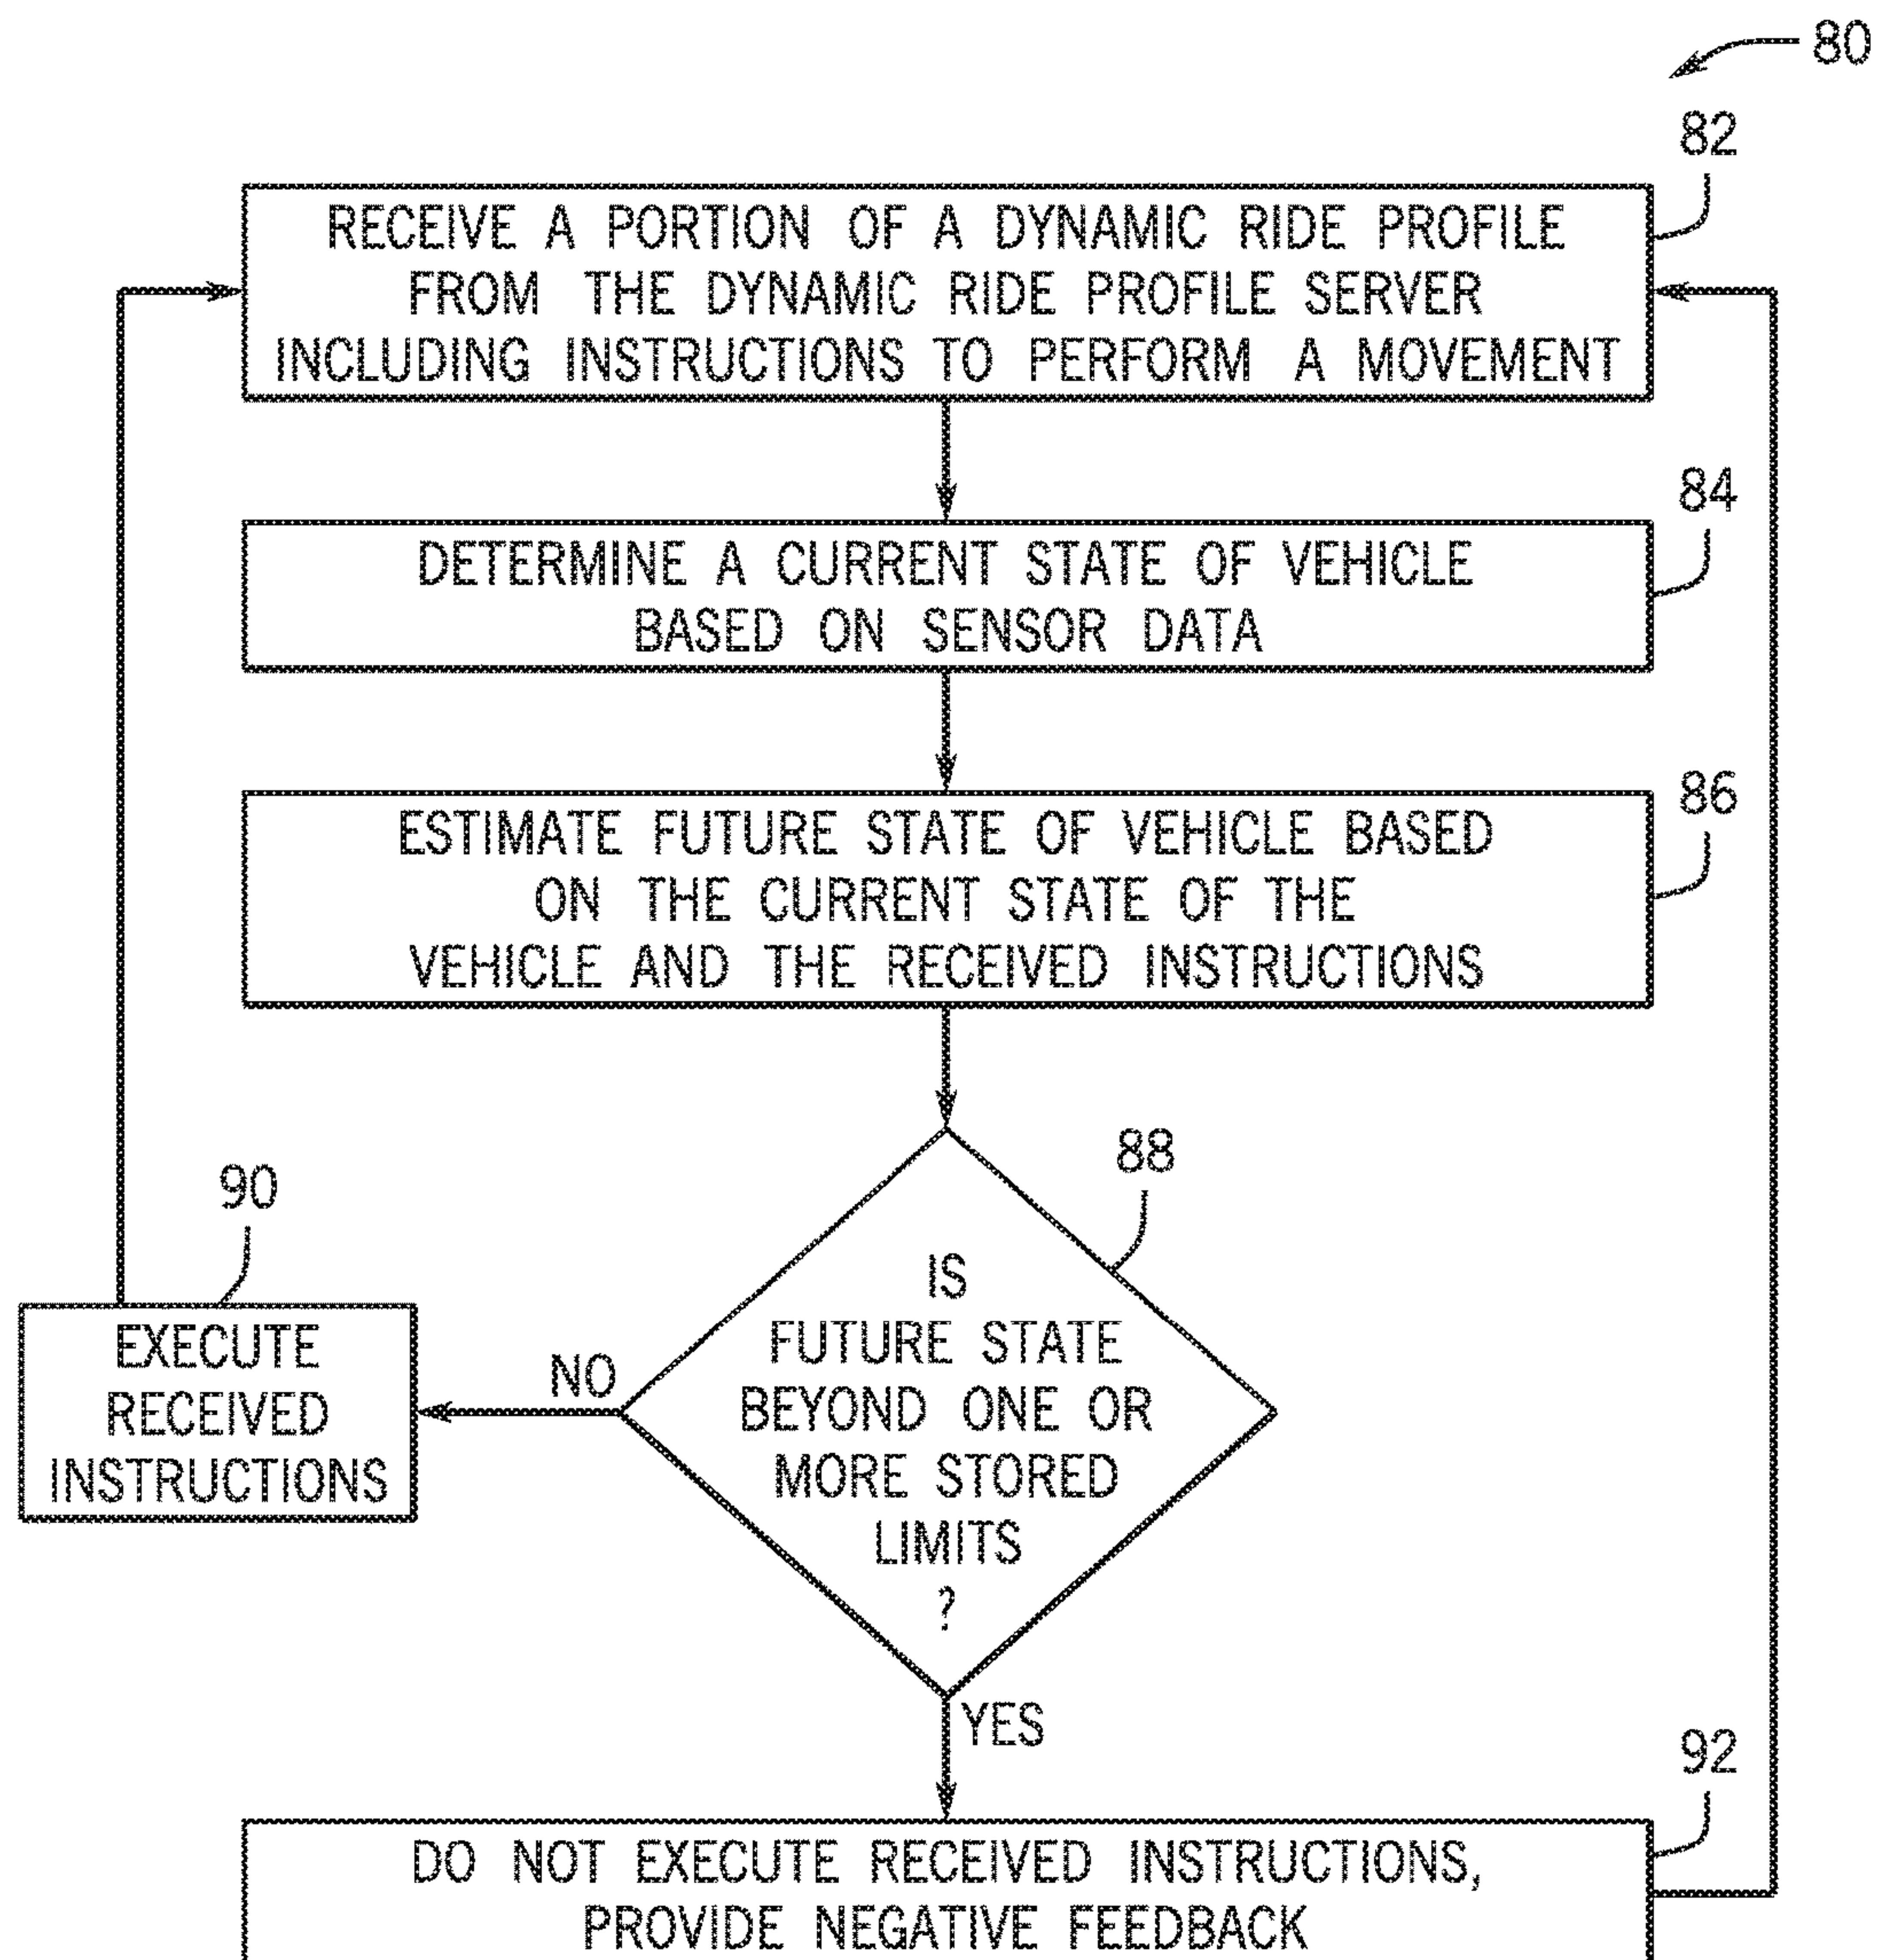 80
82
RECEIVE A PORTION OF A DYNAMIC RIDE PROFILE
FROM THE DYNAMIC RIDE PROFILE SERVER
INCLUDING INSTRUCTIONS TO PERFORM A MOVEMENT
84
DETERMINE A CURRENT STATE OF VEHICLE
BASED ON SENSOR DATA
86
ESTIMATE FUTURE STATE OF VEHICLE BASED
ON THE CURRENT STATE OF THE
VEHICLE AND THE RECEIVED INSTRUCTIONS
88
IS
FUTURE STATE
BEYOND ONE OR
MORE STORED
LIMITS
?
NO
90
EXECUTE
RECEIVED
INSTRUCTIONS
YES
92
DO NOT EXECUTE RECEIVED INSTRUCTIONS,
PROVIDE NEGATIVE FEEDBACK